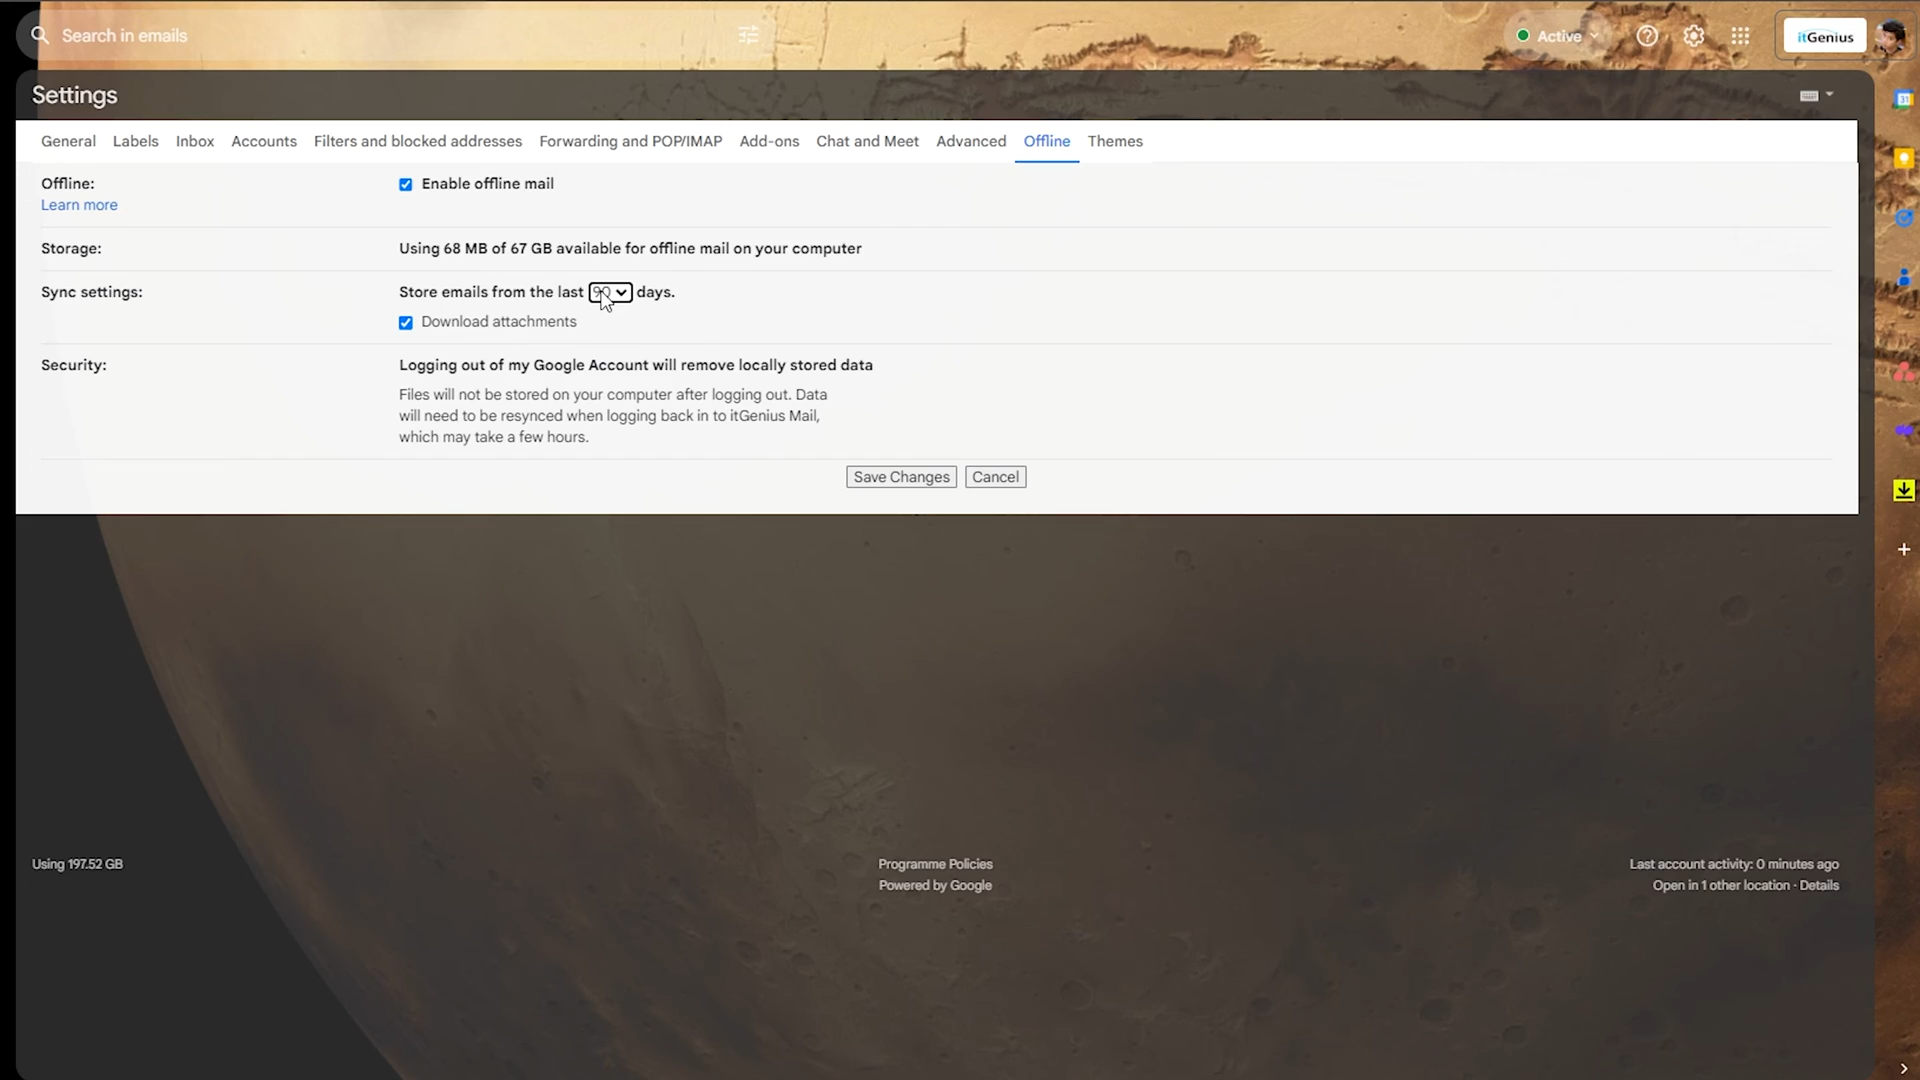 Search in emails
Active
itGenius
Settings
General Labels Inbox Accounts Filters and blocked addresses Forwarding and POP/IMAP Add-ons Chat and Meet Advanced Offline Themes
Offline:
Enable offline mail
Learn more
Storage:
Using 68 MB of 67 GB available for offline mail on your computer
Sync settings:
Store emails from the last 90 days.
Download attachments
Security:
Logging out of my Google Account will remove locally stored data
Files will not be stored on your computer after logging out. Data
will need to be resynced when logging back in to itGenius Mail,
which may take a few hours.
Save Changes Cancel
Using 197.52 GB
Programme Policies
Powered by Google
Last account activity: 0 minutes ago
Open in 1 other location · Details
31